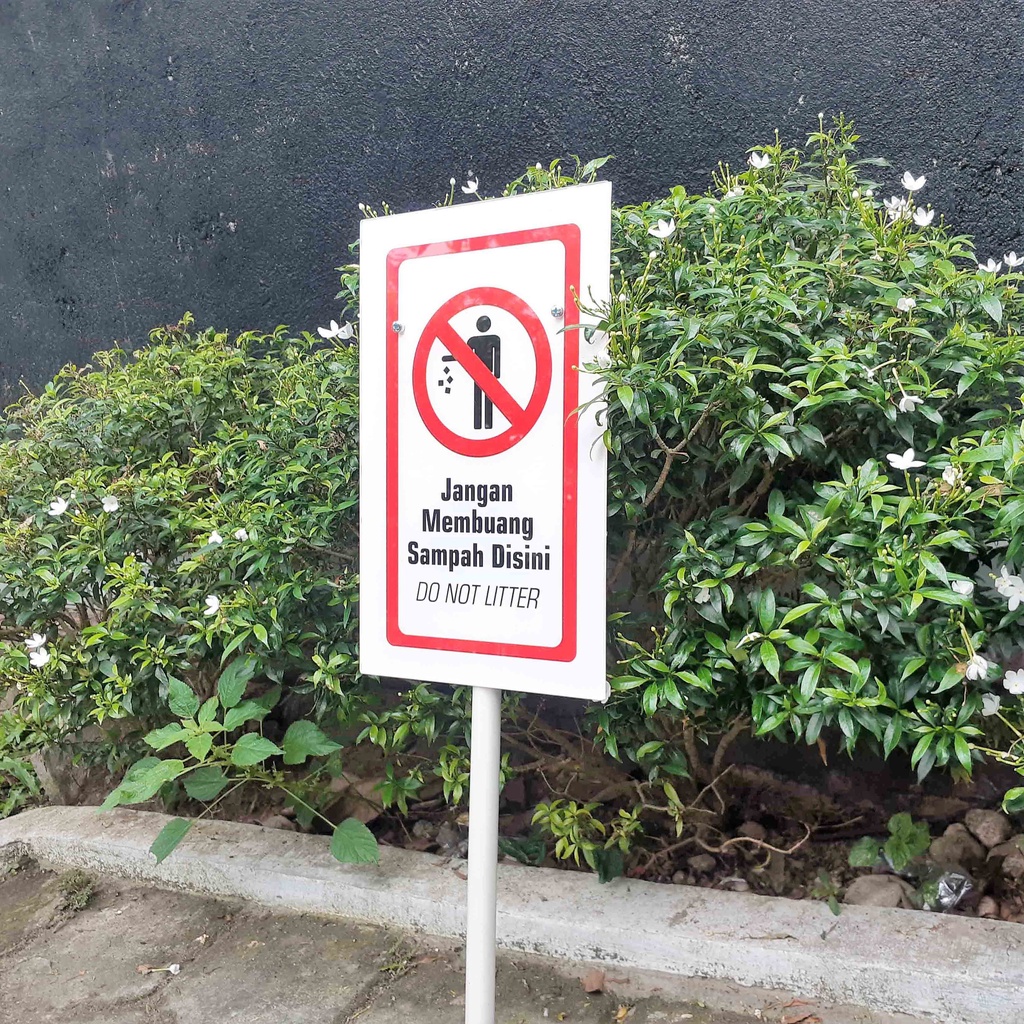 Jangan
Membuang
Sampah Disini
DO NOT LITTER